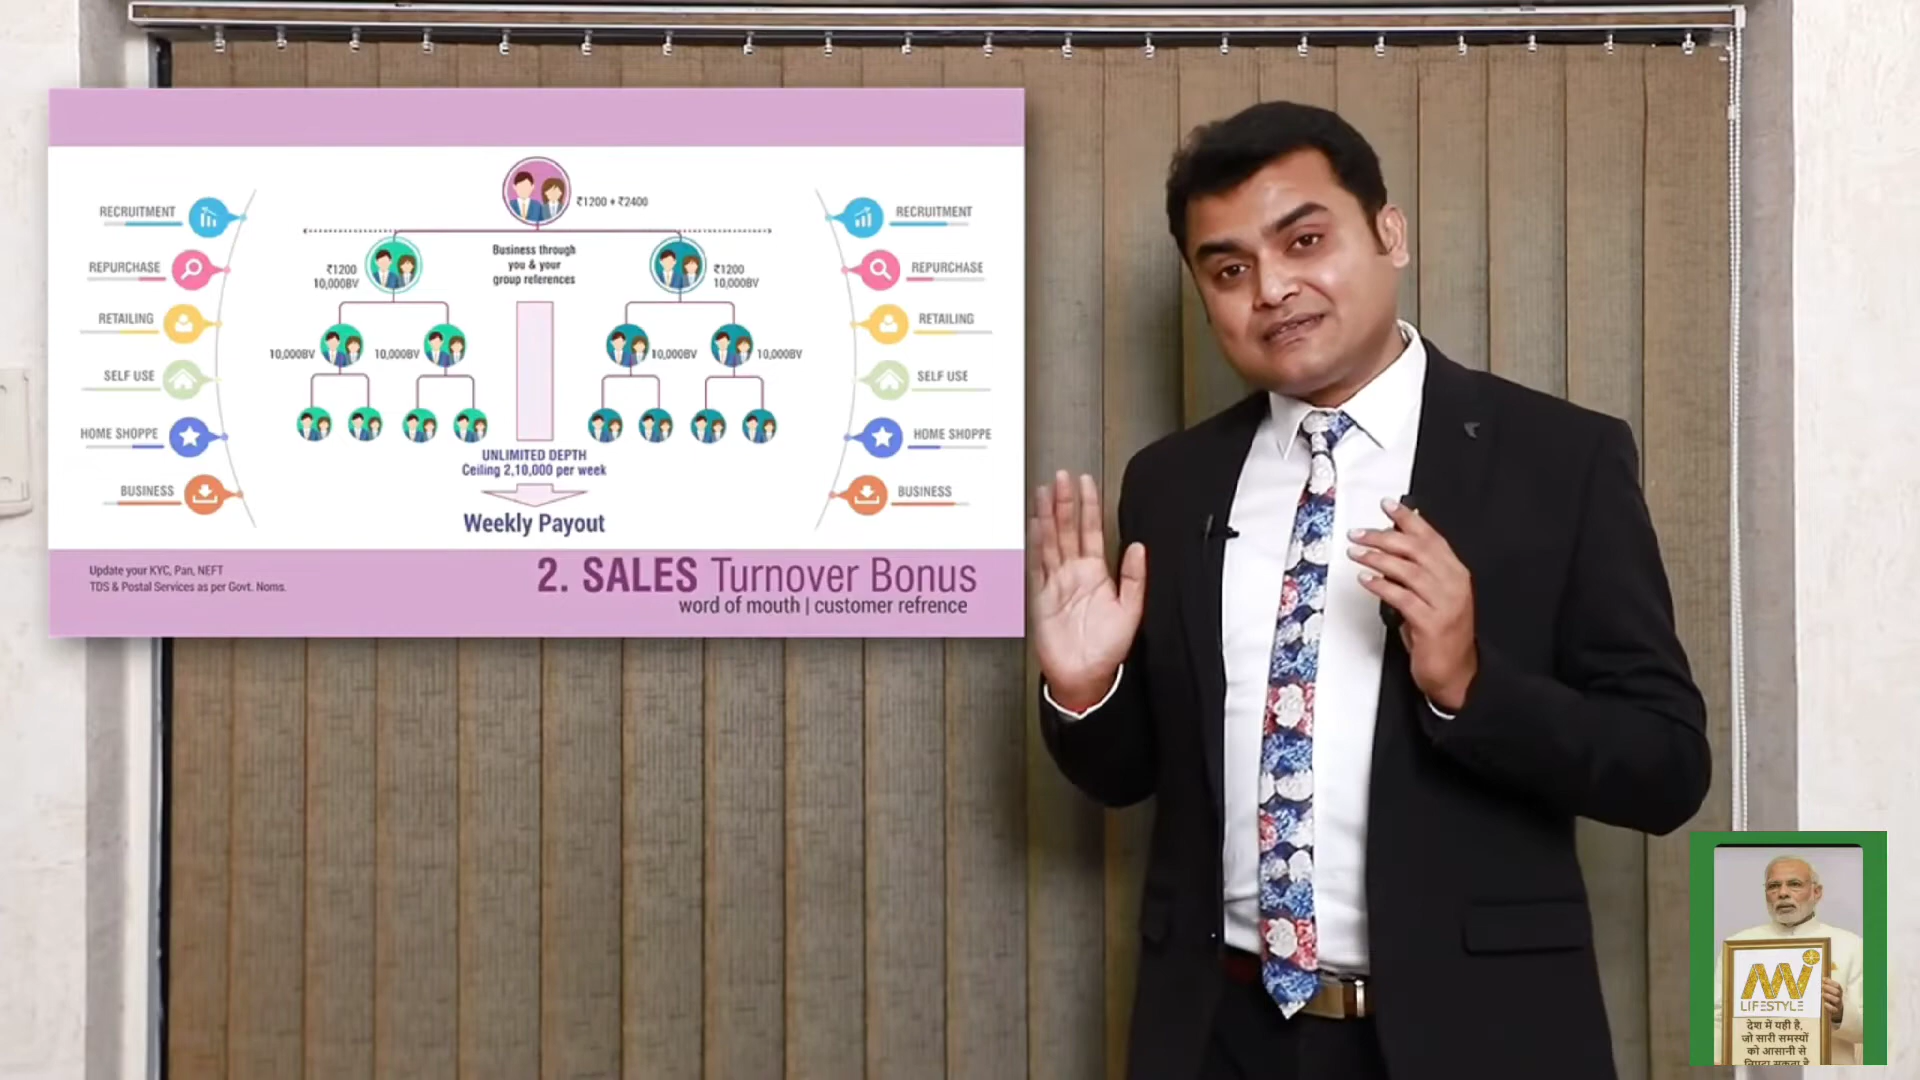 RECRUITMENT
REPURCHASE
RETAILING
SELF USE
HOME SHOPPE
BUSINESS
₹1200 + ₹2400
Business through
you & your
group references
₹1200
10,000BV
₹1200
10,000BV
10,000BV
10,000BV
10,000BV
10,000BV
UNLIMITED DEPTH
Ceiling 2,10,000 per week
Weekly Payout
RECRUITMENT
REPURCHASE
RETAILING
SELF USE
HOME SHOPPE
BUSINESS
Update your KYC, Pan, NEFT
TDS & Postal Services as per Govt. Noms.
2. SALES Turnover Bonus
word of mouth | customer refrence
LIFESTYLE
देश में यही है,
जो सारी समस्यों
को आसानी से